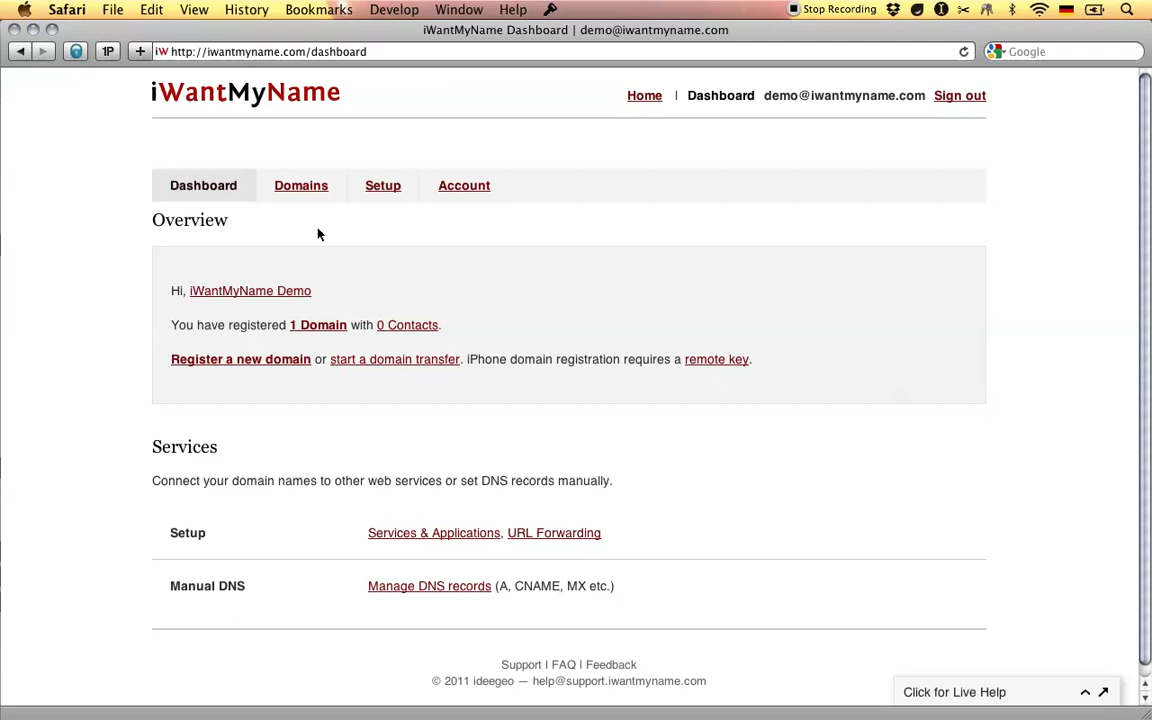 Safari File Edit View History Bookmarks Develop Window Help Stop Recording
iWantMyName Dashboard | demo@iwantmyname.com
1P + iW http://iwantmyname.com/dashboard Google
iWantMyName
Home | Dashboard demo@iwantmyname.com Sign out
Dashboard Domains Setup Account
Overview
Hi, iWantMyName Demo
You have registered 1 Domain with 0 Contacts.
Register a new domain or start a domain transfer. iPhone domain registration requires a remote key.
Services
Connect your domain names to other web services or set DNS records manually.
Setup Services & Applications, URL Forwarding
Manual DNS Manage DNS records (A, CNAME, MX etc.)
Support | FAQ | Feedback
© 2011 ideegeo — help@support.iwantmyname.com
Click for Live Help